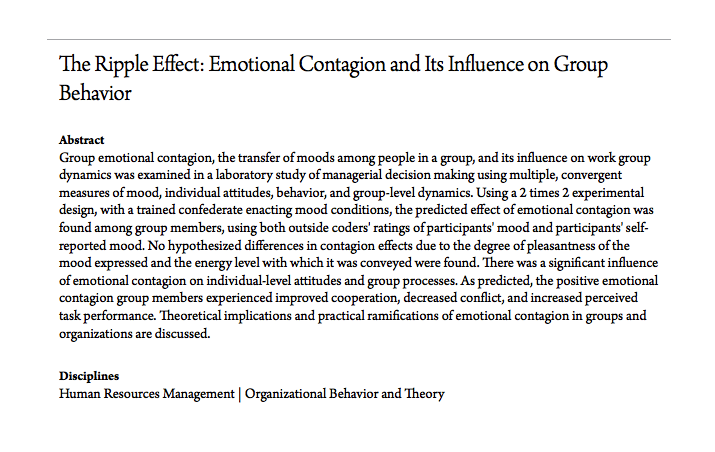 The Ripple Effect: Emotional Contagion and Its Influence on Group
Behavior
Abstract
Group emotional contagion, the transfer of moods among people in a group, and its influence on work group
dynamics was examined in a laboratory study of managerial decision making using multiple, convergent
measures of mood, individual attitudes, behavior, and group-level dynamics. Using a 2 times 2 experimental
design, with a trained confederate enacting mood conditions, the predicted effect of emotional contagion was
found among group members, using both outside coders' ratings of participants' mood and participants' self-
reported mood. No hypothesized differences in contagion effects due to the degree of pleasantness of the
mood expressed and the energy level with which it was conveyed were found. There was a significant influence
of emotional contagion on individual-level attitudes and group processes. As predicted, the positive emotional
contagion group members experienced improved cooperation, decreased conflict, and increased perceived
task performance. Theoretical implications and practical ramifications of emotional contagion in groups and
organizations are discussed.
Disciplines
Human Resources Management | Organizational Behavior and Theory